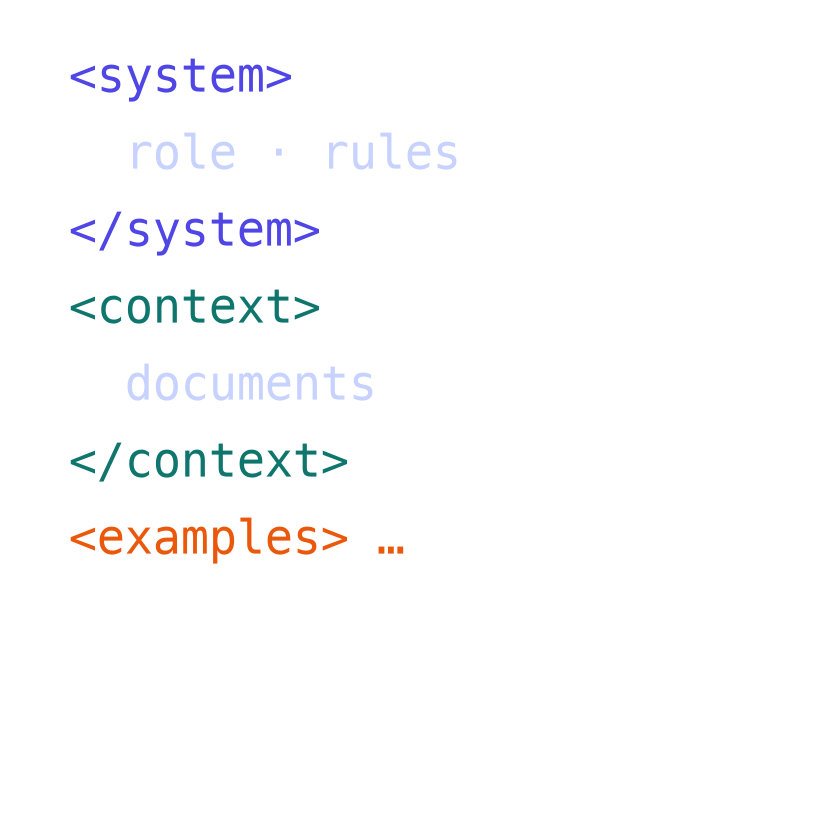 <system>
role · rules
</system>
<context>
documents
</context>
<examples> …